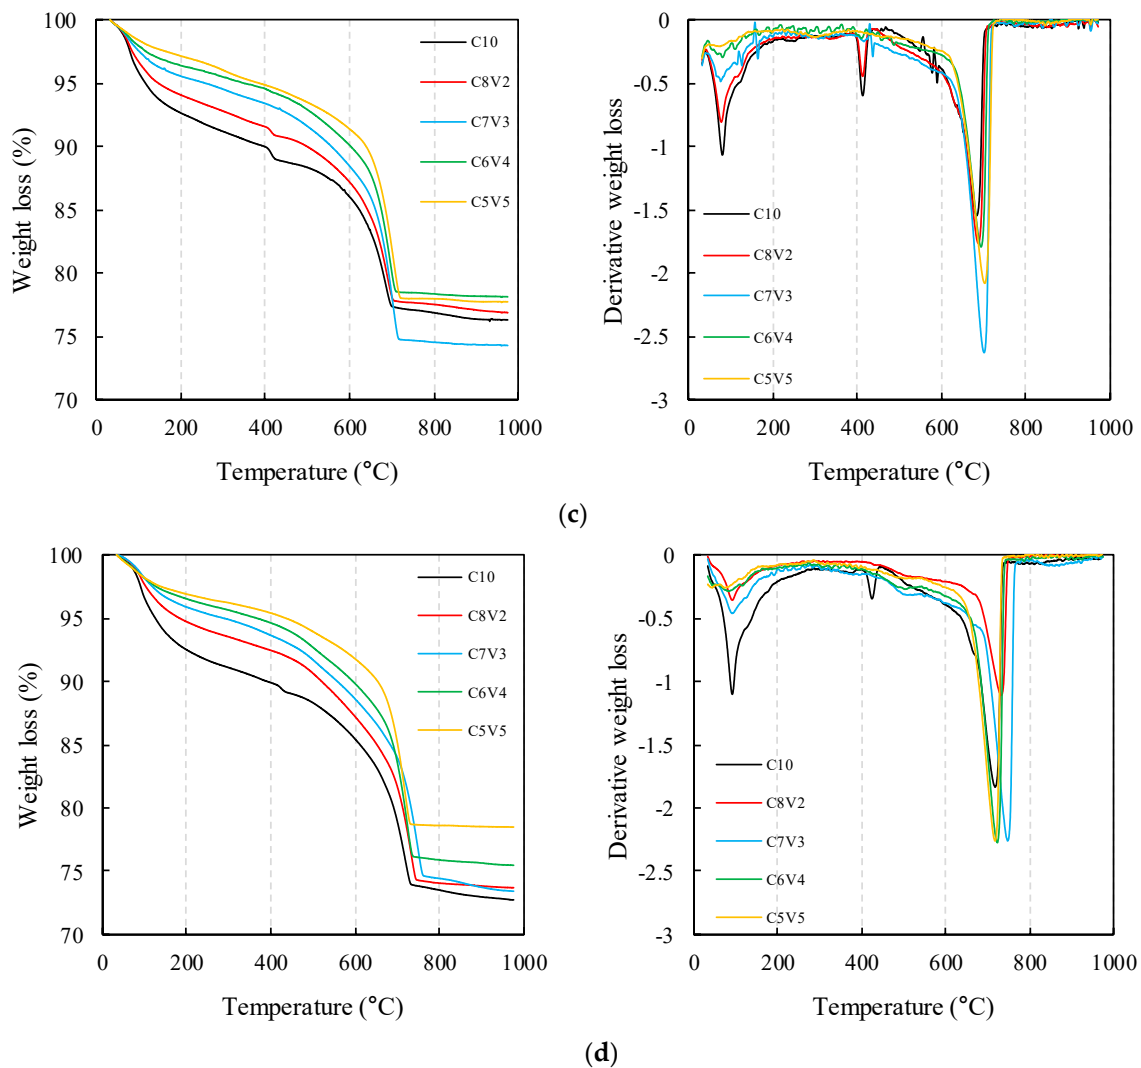 100
95
90
85
80
75
70
Weight loss (%)
C10
C8V2
C7V3
C6V4
C5V5
0 200 400 600 800 1000
Temperature (°C)
0
-0.5
-1
-1.5
-2
-2.5
-3
Derivative weight loss
C10
C8V2
C7V3
C6V4
C5V5
0 200 400 600 800 1000
Temperature (°C)
(c)
100
95
90
85
80
75
70
Weight loss (%)
C10
C8V2
C7V3
C6V4
C5V5
0 200 400 600 800 1000
Temperature (°C)
0
-0.5
-1
-1.5
-2
-2.5
-3
Derivative weight loss
C10
C8V2
C7V3
C6V4
C5V5
0 200 400 600 800 1000
Temperature (°C)
(d)